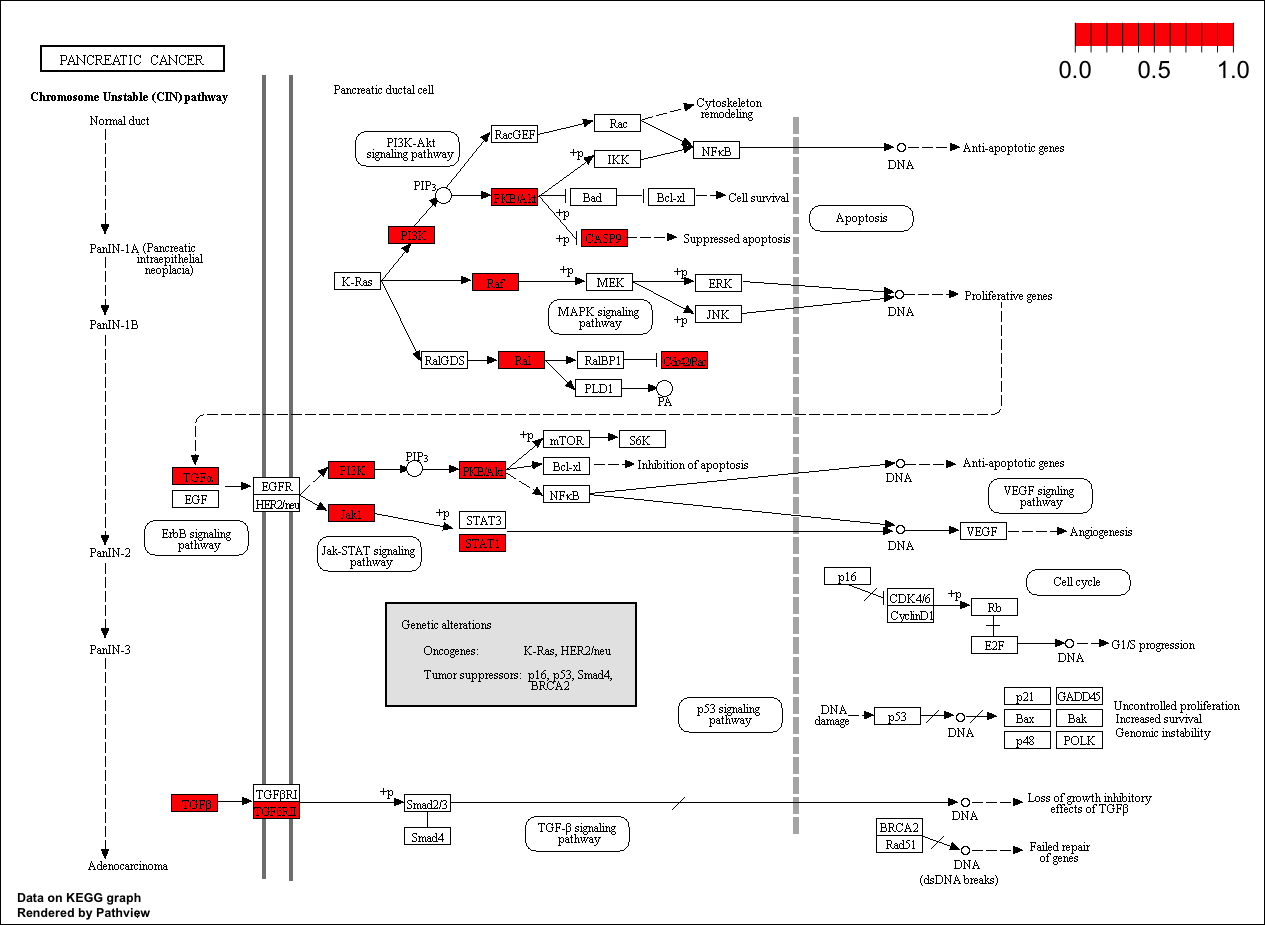 0.0 0.5 1.0
PANCREATIC CANCER
Chromosome Unstable (CIN) pathway
Normal duct
PanIN-1A (Pancreatic
intraepithelial
neoplacia)
PanIN-1B
PanIN-2
PanIN-3
Adenocarcinoma
Pancreatic ductal cell
PI3K-Akt
signaling pathway
RacGEF
Rac
Cytoskeleton
remodeling
+p
IKK
NFκB
DNA
Anti-apoptotic genes
PIP3
PKB/Akt
Bad
Bcl-xl
Cell survival
+p
+p
CASP9
Suppressed apoptosis
Apoptosis
PI3K
K-Ras
Raf
+p
MEK
+p
ERK
DNA
Proliferative genes
MAPK signaling
pathway
+p
JNK
RalGDS
Ral
RalBP1
Cdc42/Rac
PLD1
PA
TGFα
EGF
EGFR
HER2/neu
ErbB signaling
pathway
PI3K
PIP3
PKB/Akt
+p
mTOR
S6K
Bcl-xl
Inhibition of apoptosis
NFκB
DNA
Anti-apoptotic genes
VEGF signling
pathway
Jak1
+p
STAT3
STAT1
Jak-STAT signaling
pathway
DNA
VEGF
Angiogenesis
p16
CDK4/6
CyclinD1
+p
Rb
E2F
DNA
G1/S progression
Cell cycle
Genetic alterations
Oncogenes: K-Ras, HER2/neu
Tumor suppressors: p16, p53, Smad4,
BRCA2
p53 signaling
pathway
DNA
damage
p53
DNA
p21
GADD45
Bax
Bak
p48
POLK
Uncontrolled proliferation
Increased survival
Genomic instability
TGFβ
TGFβRI
TGFβRII
+p
Smad2/3
Smad4
TGF-β signaling
pathway
DNA
Loss of growth inhibitory
effects of TGFβ
BRCA2
Rad51
DNA
(dsDNA breaks)
Failed repair
of genes
Data on KEGG graph
Rendered by Pathview